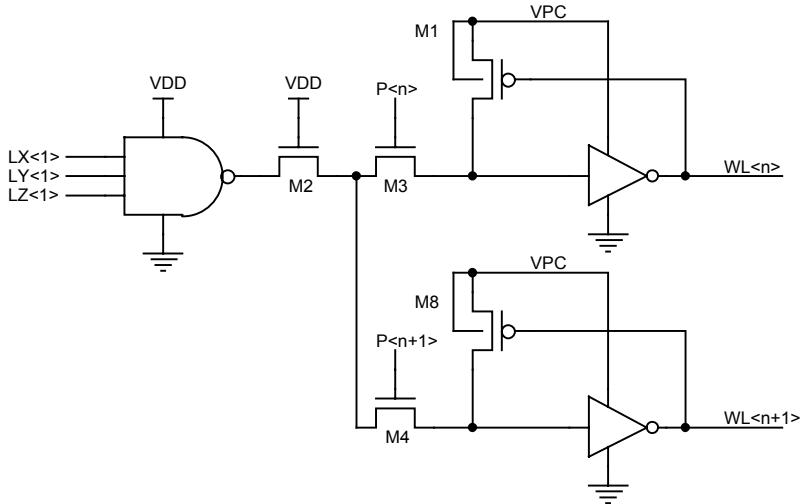 VPC
M1
VDD
VDD
P<n>
LX<1>
LY<1>
LZ<1>
M2
M3
WL<n>
VPC
M8
P<n+1>
M4
WL<n+1>